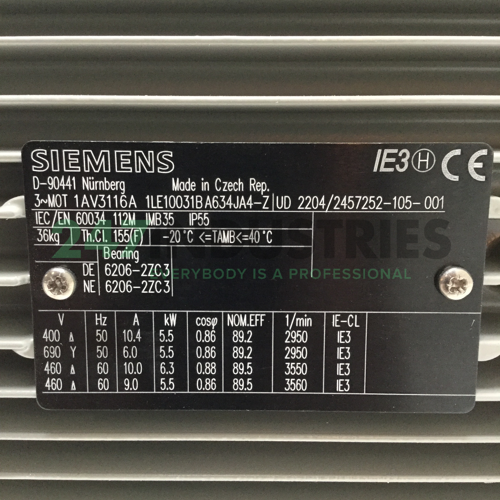 SIEMENS IE3 H CE
D-90441 Nürnberg Made in Czech Rep.
3~MOT 1AV3116A 1LE10031BA634JA4-Z UD 2204/2457252-105-001
IEC/EN 60034 112M IMB35 IP55
36kg Th.Cl. 155(F) -20°C <=TAMB<=40°C
Bearing
DE 6206-2ZC3
NE 6206-2ZC3
V Hz A kW cosφ NOM.EFF 1/min IE-CL
400 Δ 50 10.4 5.5 0.86 89.2 2950 IE3
690 Y 50 6.0 5.5 0.86 89.2 2950 IE3
460 Δ 60 10.0 6.3 0.88 89.5 3550 IE3
460 Δ 60 9.0 5.5 0.86 89.5 3560 IE3
247 INDUSTRIES
EVERYBODY IS A PROFESSIONAL